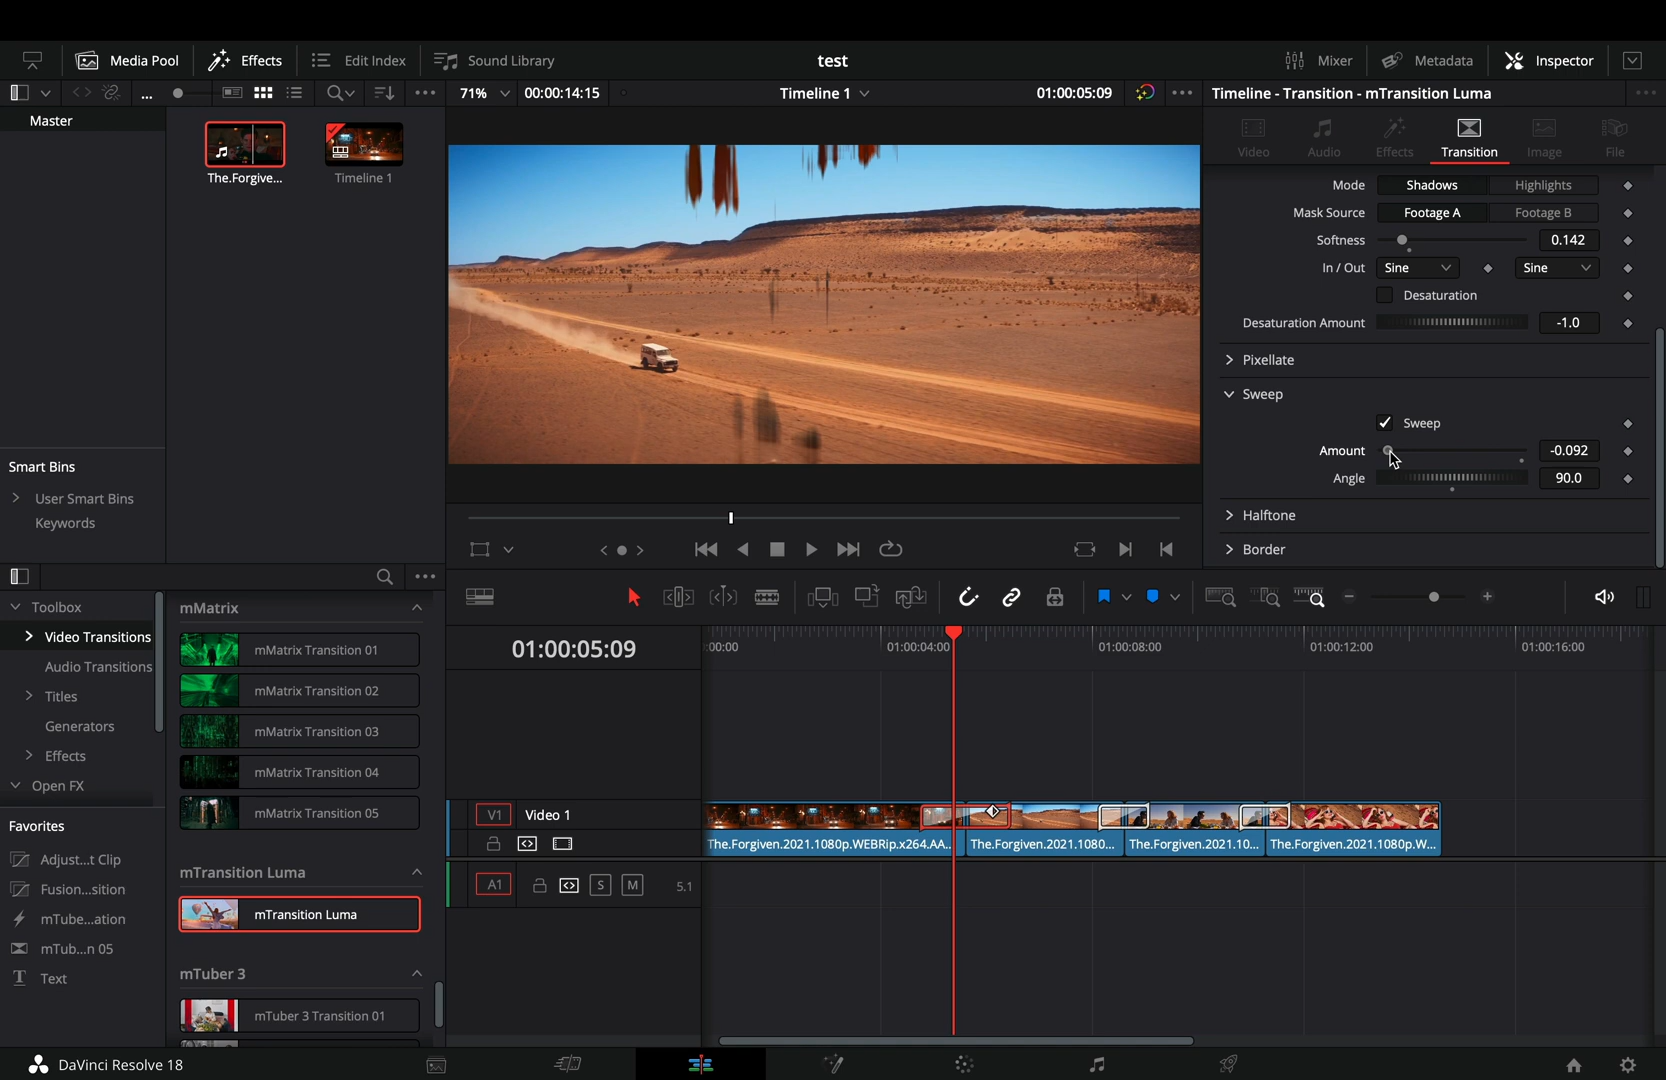 Media Pool Effects Edit Index Sound Library test Mixer Metadata Inspector
... 71% 00:00:14:15 Timeline 1 01:00:05:09 Timeline - Transition - mTransition Luma
Master
The.Forgive... Timeline 1
Smart Bins
User Smart Bins
Keywords
Video Audio Effects Transition Image File
Mode Shadows Highlights
Mask Source Footage A Footage B
Softness 0.142
In / Out Sine Sine
Desaturation
Desaturation Amount -1.0
Pixellate
Sweep
Sweep
Amount -0.092
Angle 90.0
Halftone
Border
Toolbox
Video Transitions
Audio Transitions
Titles
Generators
Effects
Open FX
Favorites
Adjust...t Clip
Fusion...sition
mTube...ation
mTub...n 05
Text
mMatrix
mMatrix Transition 01
mMatrix Transition 02
mMatrix Transition 03
mMatrix Transition 04
mMatrix Transition 05
mTransition Luma
mTransition Luma
mTuber 3
mTuber 3 Transition 01
01:00:05:09 :00:00 01:00:04:00 01:00:08:00 01:00:12:00 01:00:16:00
V1 Video 1
The.Forgiven.2021.1080p.WEBRip.x264.AA... The.Forgiven.2021.1080... The.Forgiven.2021.10... The.Forgiven.2021.1080p.W...
A1 S M 5.1
DaVinci Resolve 18